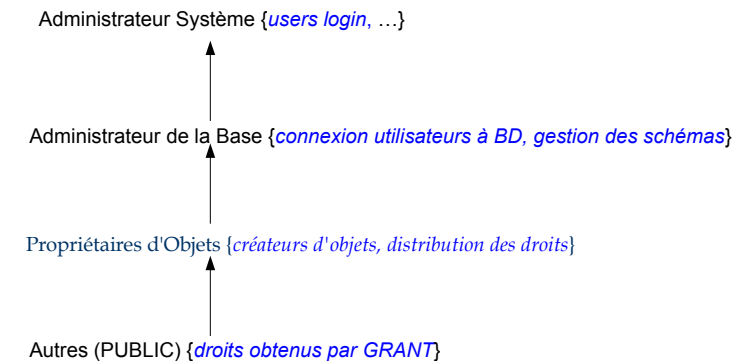 Administrateur Système {users login, …}
Administrateur de la Base {connexion utilisateurs à BD, gestion des schémas}
Propriétaires d'Objets {créateurs d'objets, distribution des droits}
Autres (PUBLIC) {droits obtenus par GRANT}